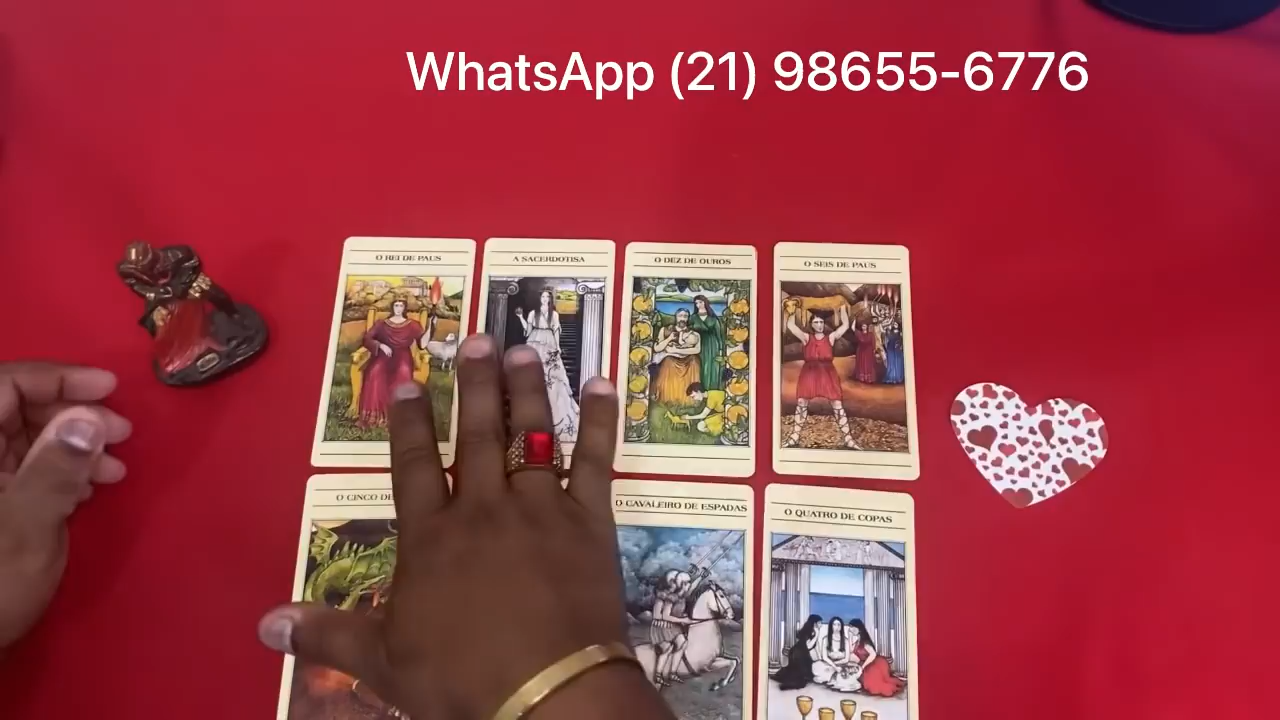 WhatsApp (21) 98655-6776
O REI DE PAUS
A SACERDOTISA
O DEZ DE OUROS
O SEIS DE PAUS
O CINCO DE
O CAVALEIRO DE ESPADAS
O QUATRO DE COPAS